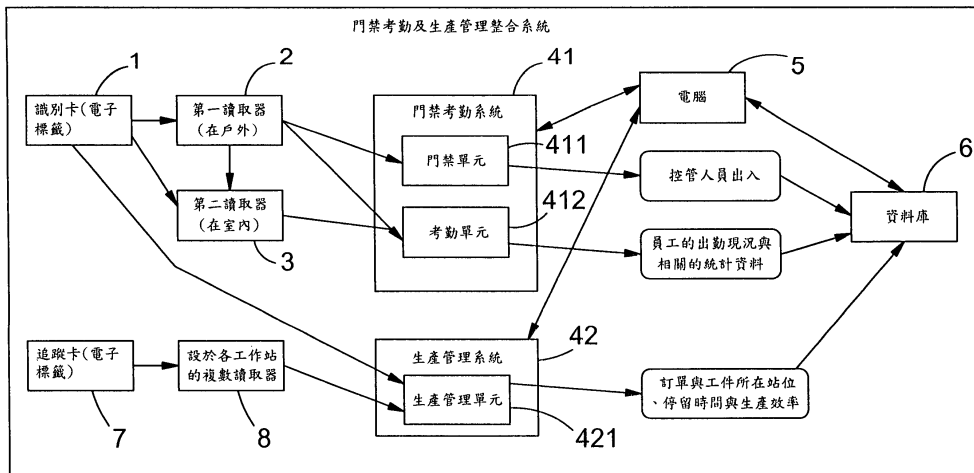 門禁考勤及生產管理整合系統
1
2
41
5
識別卡(電子
標籤)
第一讀取器
(在戶外)
門禁考勤系統
電腦
411
門禁單元
控管人員出入
6
資料庫
第二讀取器
(在室內)
3
412
考勤單元
員工的出勤現況與
相關的統計資料
42
追蹤卡(電子
標籤)
設於各工作站
的複數讀取器
生產管理系統
生產管理單元
訂單與工件所在站位
、停留時間與生產效率
7
8
421